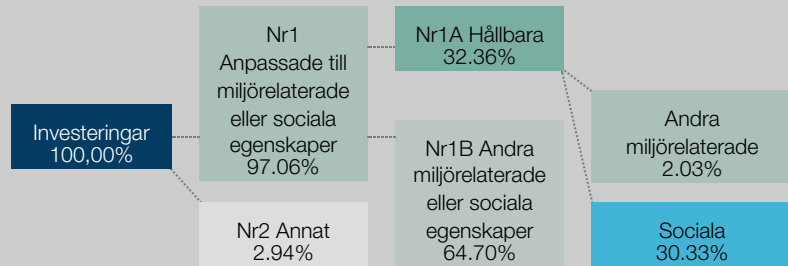 Investeringar
100,00%
Nr1
Anpassade till
miljörelaterade
eller sociala
egenskaper
97.06%
Nr2 Annat
2.94%
Nr1A Hållbara
32.36%
Nr1B Andra
miljörelaterade
eller sociala
egenskaper
64.70%
Andra
miljörelaterade
2.03%
Sociala
30.33%